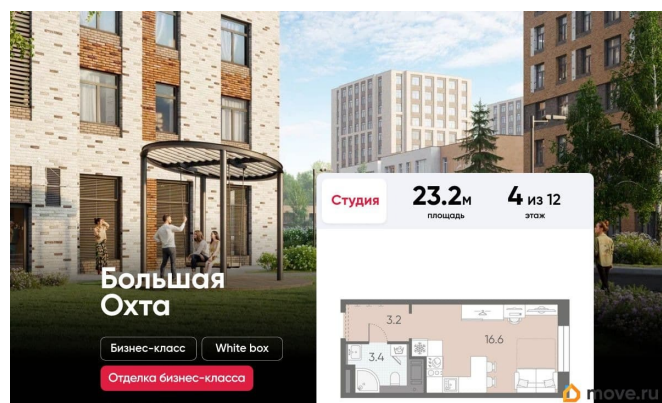 Студия
23.2м
площадь
4 из 12
этаж
Большая
Охта
Бизнес-класс
White box
Отделка бизнес-класса
3.2
16.6
3.4
move.ru